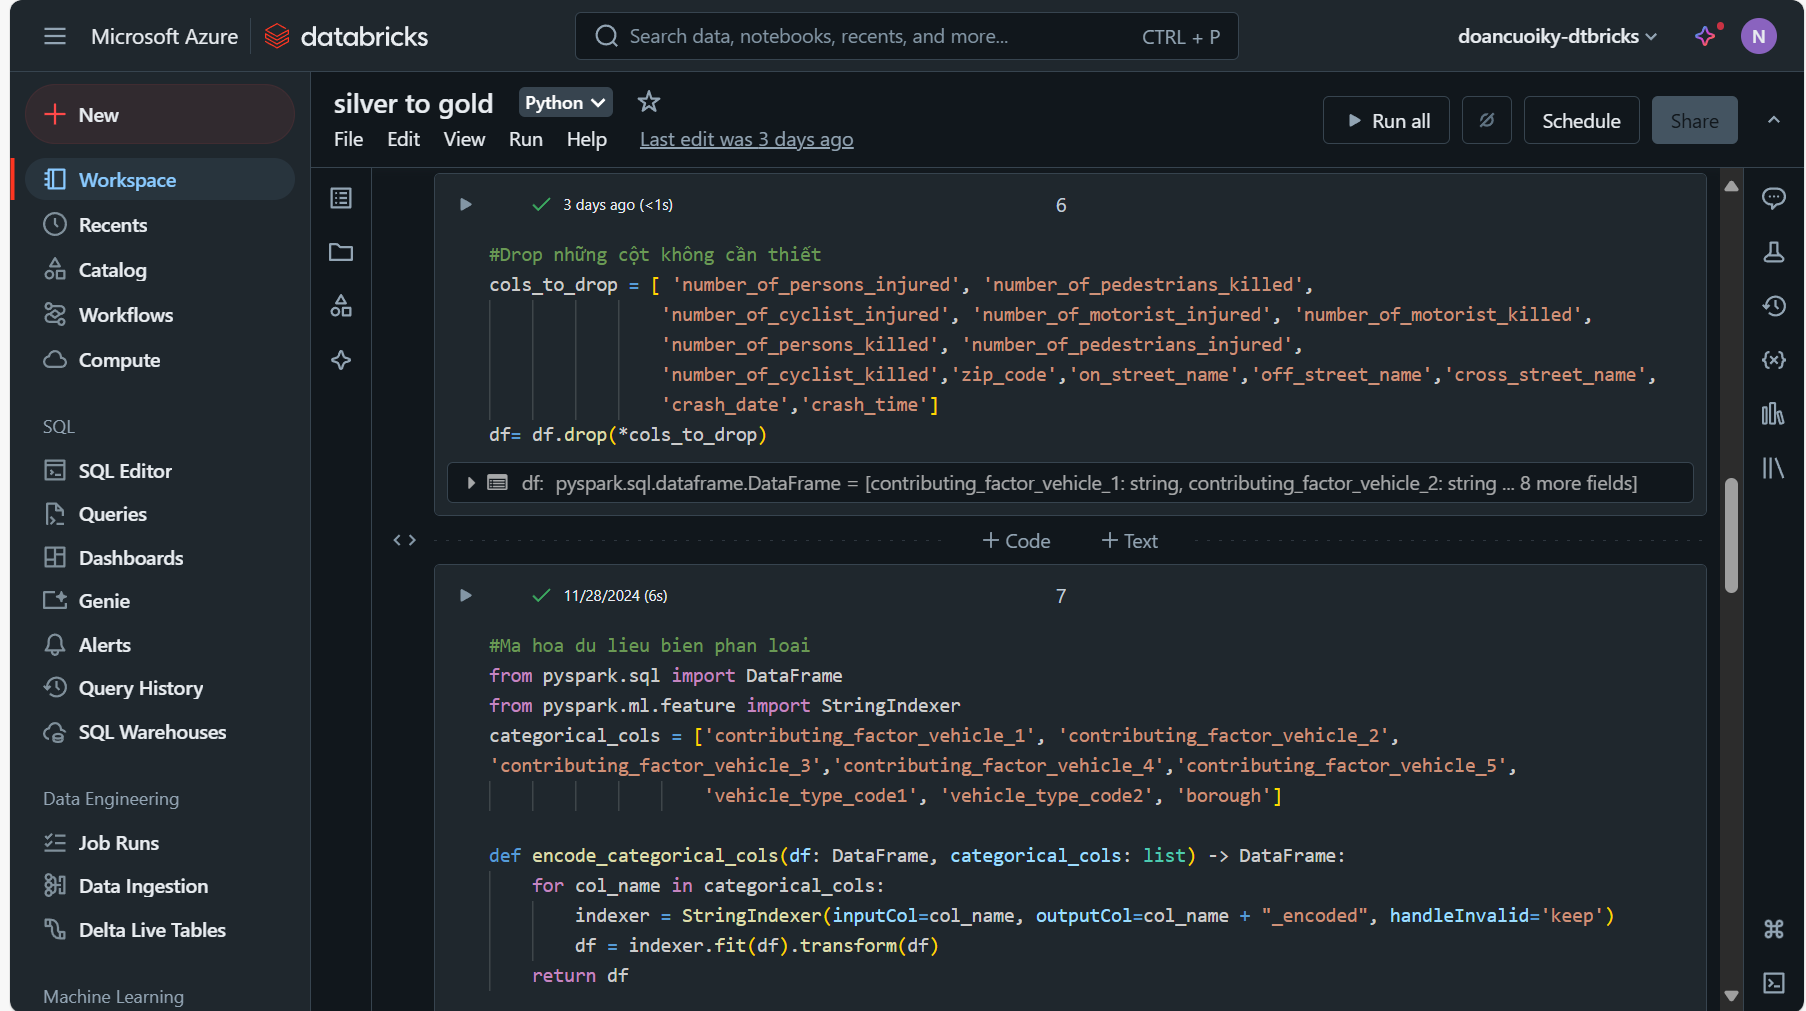 Microsoft Azure
databricks
Search data, notebooks, recents, and more...
CTRL + P
doancuoiky-dtbricks
N
New
Workspace
Recents
Catalog
Workflows
Compute
SQL
SQL Editor
Queries
Dashboards
Genie
Alerts
Query History
SQL Warehouses
Data Engineering
Job Runs
Data Ingestion
Delta Live Tables
Machine Learning
silver to gold
Python
File Edit View Run Help Last edit was 3 days ago
Run all
Schedule
Share
3 days ago (<1s)
6
#Drop những cột không cần thiết
cols_to_drop = [ 'number_of_persons_injured', 'number_of_pedestrians_killed',
'number_of_cyclist_injured', 'number_of_motorist_injured', 'number_of_motorist_killed',
'number_of_persons_killed', 'number_of_pedestrians_injured',
'number_of_cyclist_killed','zip_code','on_street_name','off_street_name','cross_street_name',
'crash_date','crash_time']
df= df.drop(*cols_to_drop)
df: pyspark.sql.dataframe.DataFrame = [contributing_factor_vehicle_1: string, contributing_factor_vehicle_2: string ... 8 more fields]
+ Code
+ Text
11/28/2024 (6s)
7
#Ma hoa du lieu bien phan loai
from pyspark.sql import DataFrame
from pyspark.ml.feature import StringIndexer
categorical_cols = ['contributing_factor_vehicle_1', 'contributing_factor_vehicle_2',
'contributing_factor_vehicle_3','contributing_factor_vehicle_4','contributing_factor_vehicle_5',
'vehicle_type_code1', 'vehicle_type_code2', 'borough']
def encode_categorical_cols(df: DataFrame, categorical_cols: list) -> DataFrame:
for col_name in categorical_cols:
indexer = StringIndexer(inputCol=col_name, outputCol=col_name + "_encoded", handleInvalid='keep')
df = indexer.fit(df).transform(df)
return df